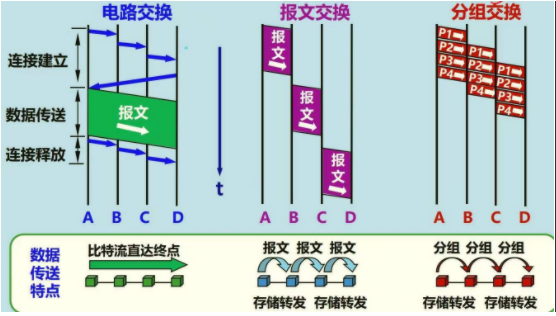 电路交换
报文交换
分组交换
连接建立
数据传送
连接释放
报文
A B C D
t
报
文
报
文
报
文
A B C D
P1
P2
P3
P4
P1
P2
P3
P4
P1
P2
P3
P4
A B C D
数据
传送
特点
比特流直达终点
报文 报文 报文
存储转发 存储转发
分组 分组 分组
存储转发 存储转发